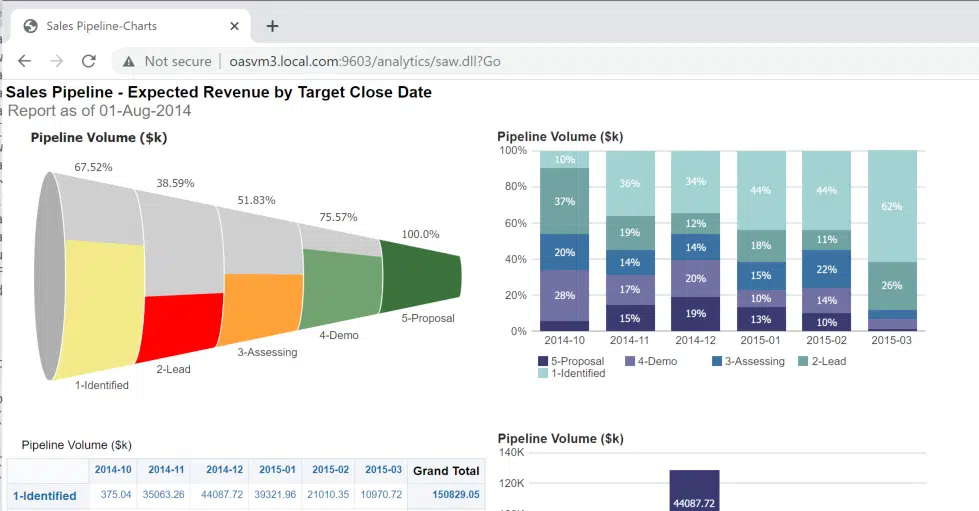 Sales Pipeline-Charts
Not secure | oasvm3.local.com:9603/analytics/saw.dll?Go
Sales Pipeline - Expected Revenue by Target Close Date
Report as of 01-Aug-2014
Pipeline Volume ($k)
67.52%
38.59%
51.83%
75.57%
100.0%
1-Identified
2-Lead
3-Assessing
4-Demo
5-Proposal
Pipeline Volume ($k)
100%
80%
60%
40%
20%
0%
10% 36% 34% 44% 44% 62%
37% 19% 12% 18% 11% 26%
20% 14% 14% 15% 22%
28% 17% 20% 10% 14%
15% 19% 13% 10%
2014-10 2014-11 2014-12 2015-01 2015-02 2015-03
5-Proposal 4-Demo 3-Assessing 2-Lead
1-Identified
Pipeline Volume ($k)
2014-10 2014-11 2014-12 2015-01 2015-02 2015-03 Grand Total
1-Identified 375.04 35063.26 44087.72 39321.96 21010.35 10970.72 150829.05
Pipeline Volume ($k)
140K
120K
44087.72